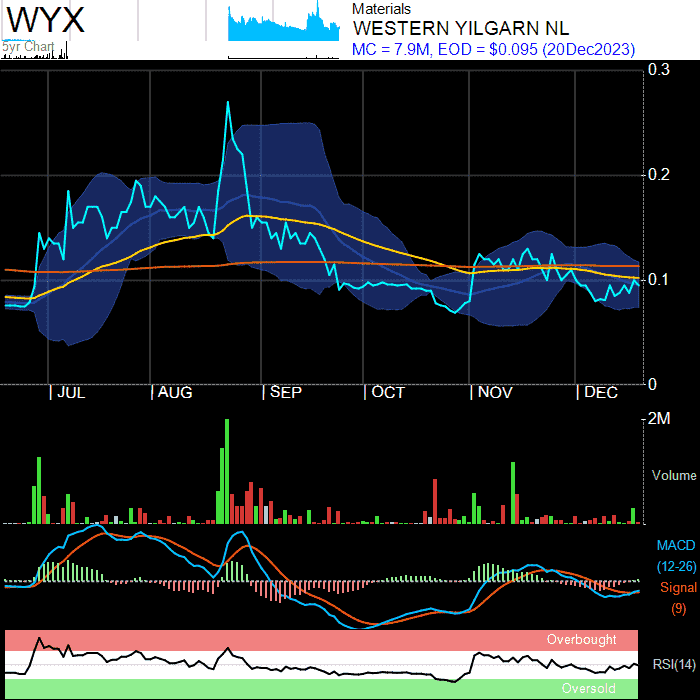 WYX
5yr Chart
Materials
WESTERN YILGARN NL
MC = 7.9M, EOD = $0.095 (20Dec2023)
0.3
0.2
0.1
0
JUL AUG SEP OCT NOV DEC
2M
Volume
MACD
(12-26)
Signal
(9)
Overbought
RSI(14)
Oversold